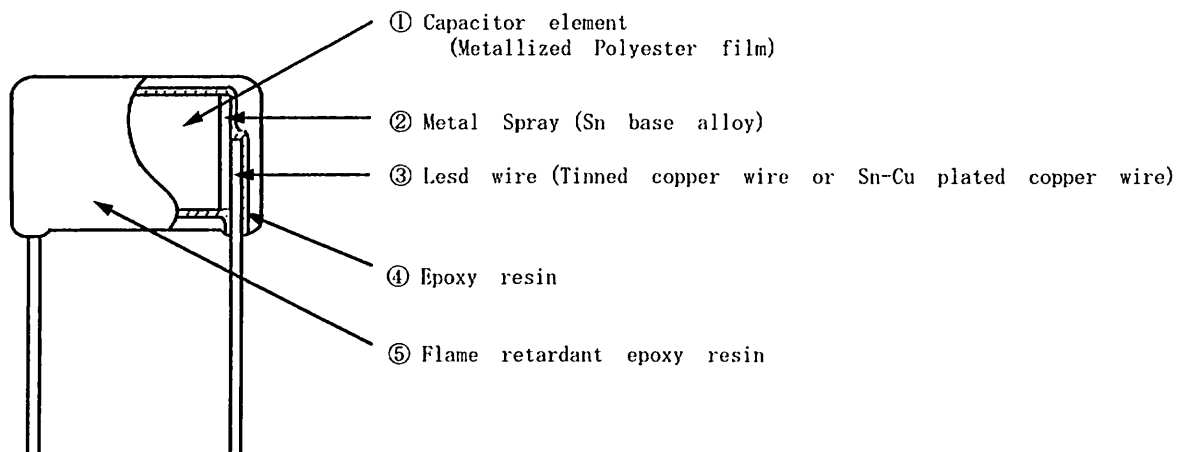 ① Capacitor element
(Metallized Polyester film)
② Metal Spray (Sn base alloy)
③ Lesd wire (Tinned copper wire or Sn-Cu plated copper wire)
④ Epoxy resin
⑤ Flame retardant epoxy resin